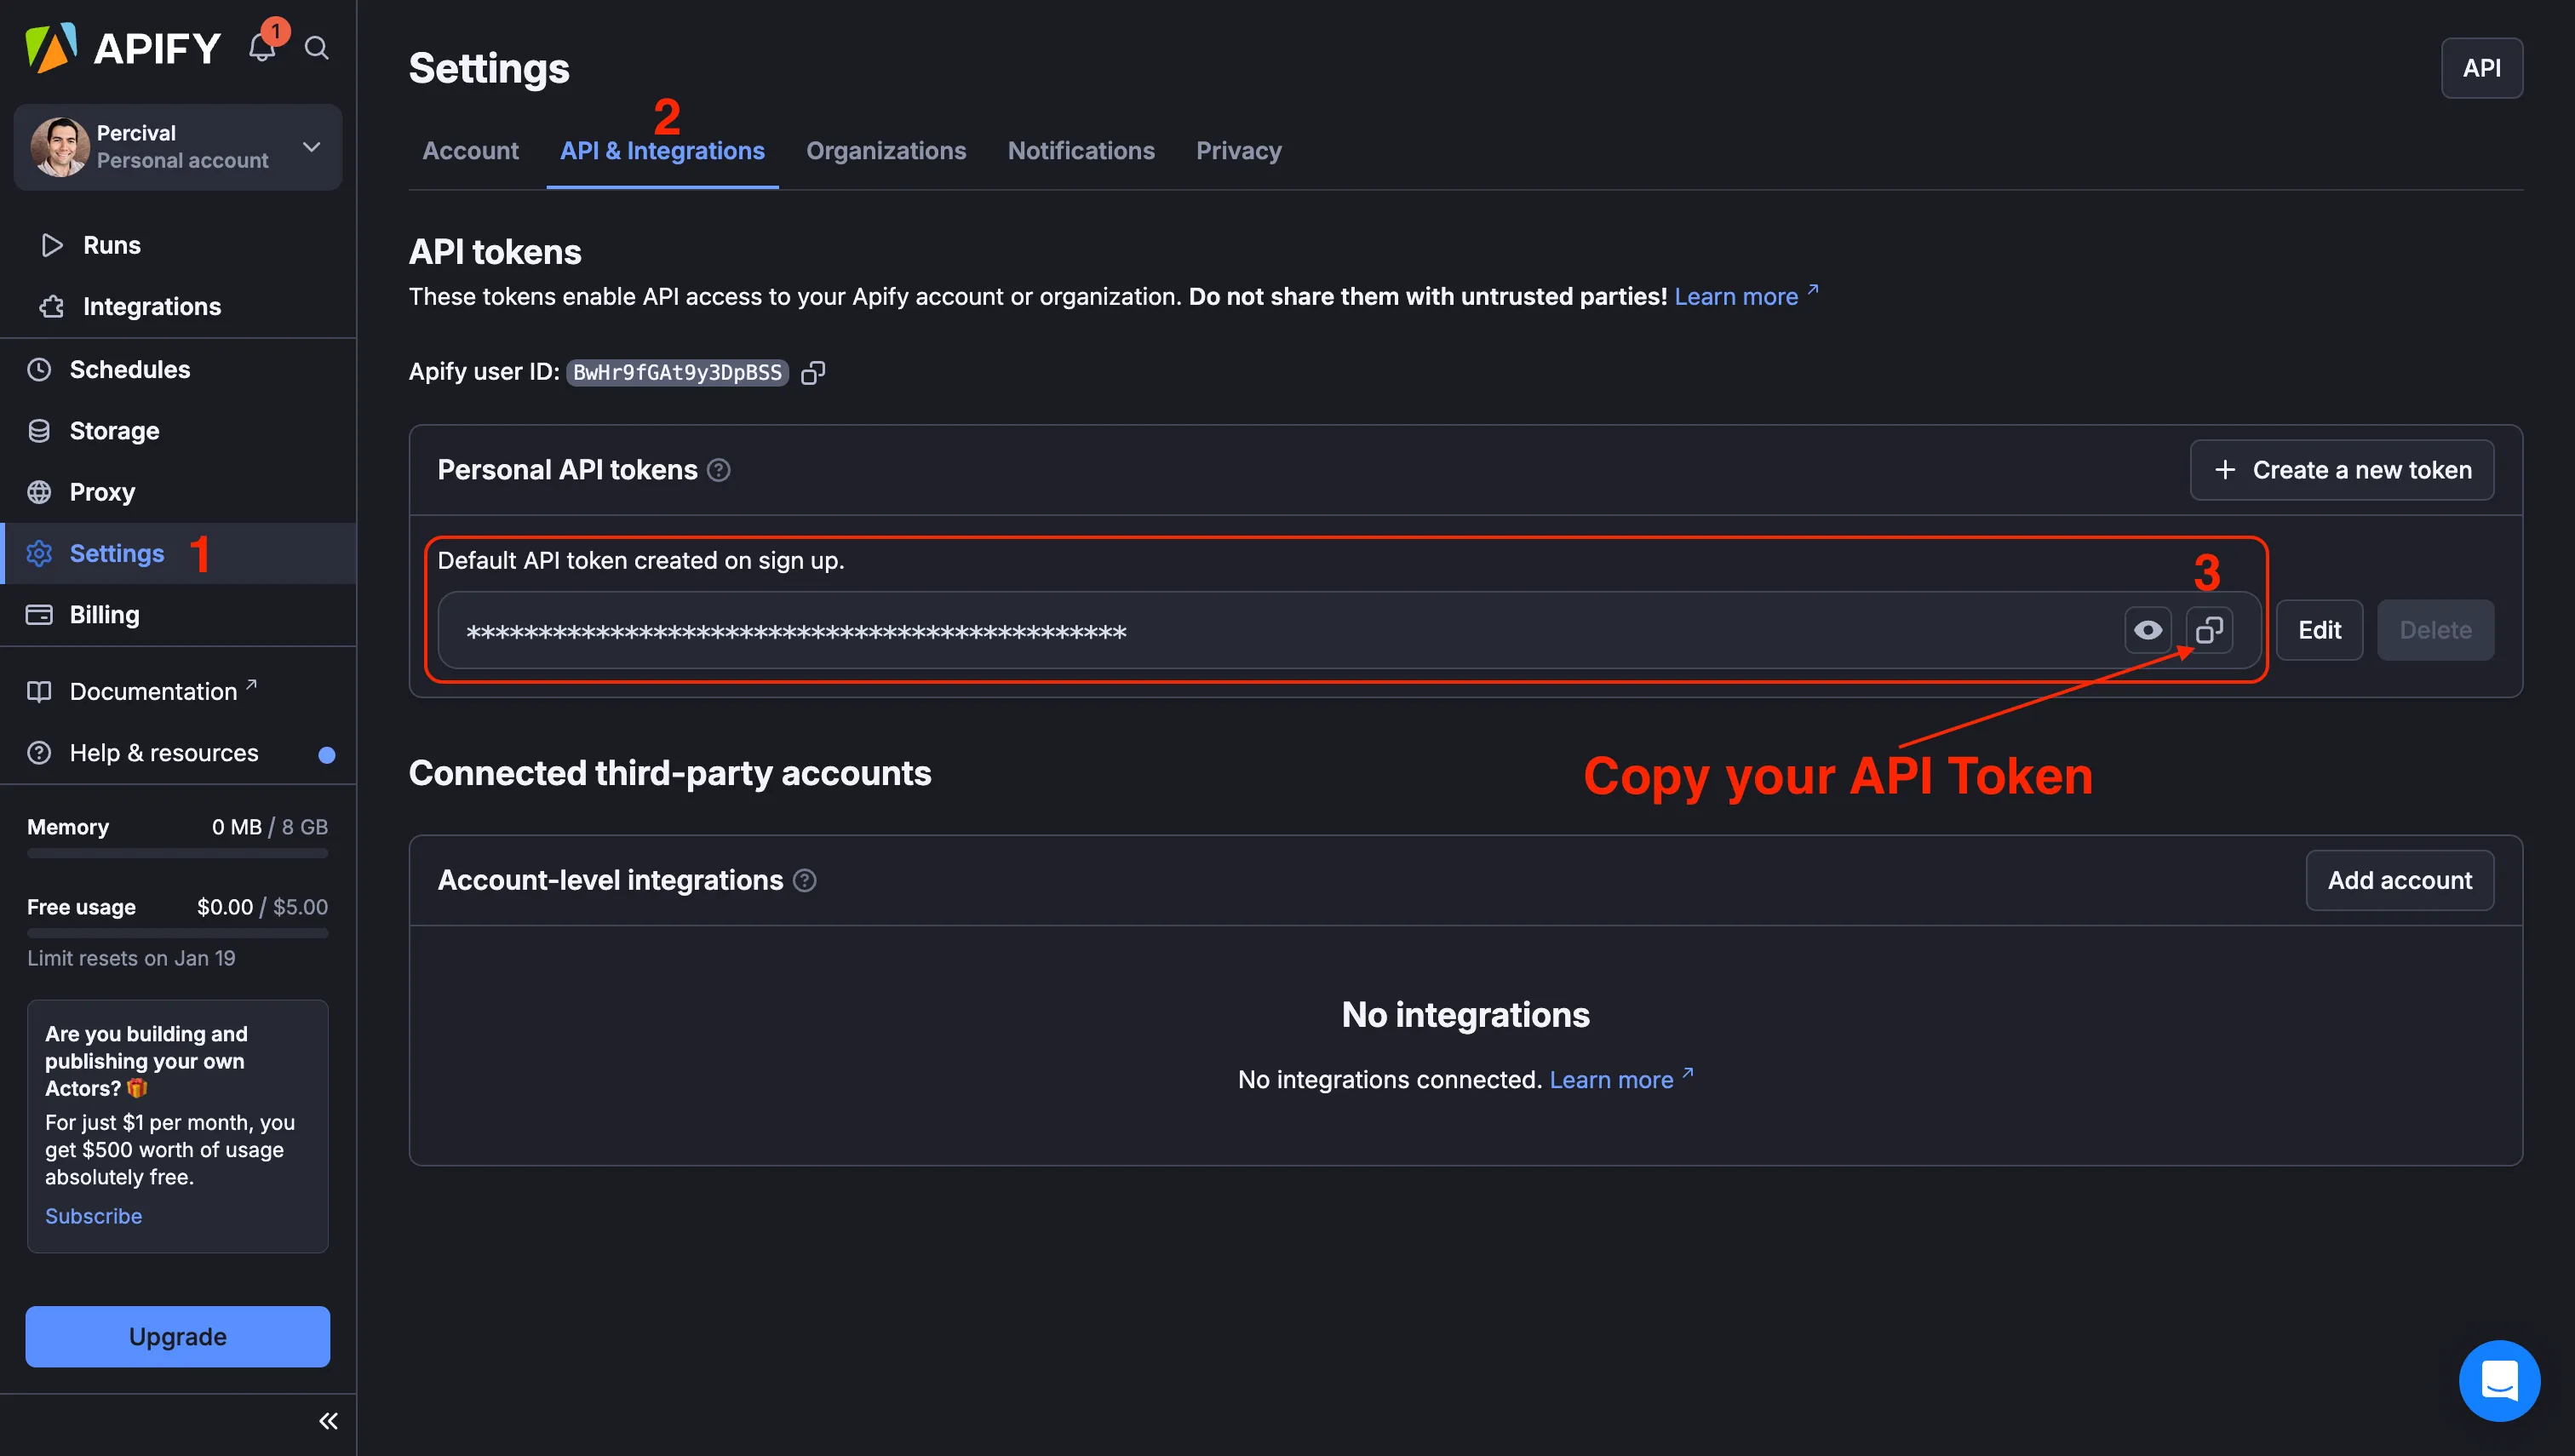 APIFY
1
Percival
Personal account
Runs
Integrations
Schedules
Storage
Proxy
Settings 1
Billing
Documentation
Help & resources
Memory 0 MB / 8 GB
Free usage $0.00 / $5.00
Limit resets on Jan 19
Are you building and
publishing your own
Actors? 🎁
For just $1 per month, you
get $500 worth of usage
absolutely free.
Subscribe
Upgrade
Settings
API
2
Account API & Integrations Organizations Notifications Privacy
API tokens
These tokens enable API access to your Apify account or organization. Do not share them with untrusted parties! Learn more
Apify user ID: BwHr9fGAt9y3DpBSS
Personal API tokens
+ Create a new token
Default API token created on sign up.
3
**********************************************
Edit Delete
Copy your API Token
Connected third-party accounts
Account-level integrations
Add account
No integrations
No integrations connected. Learn more